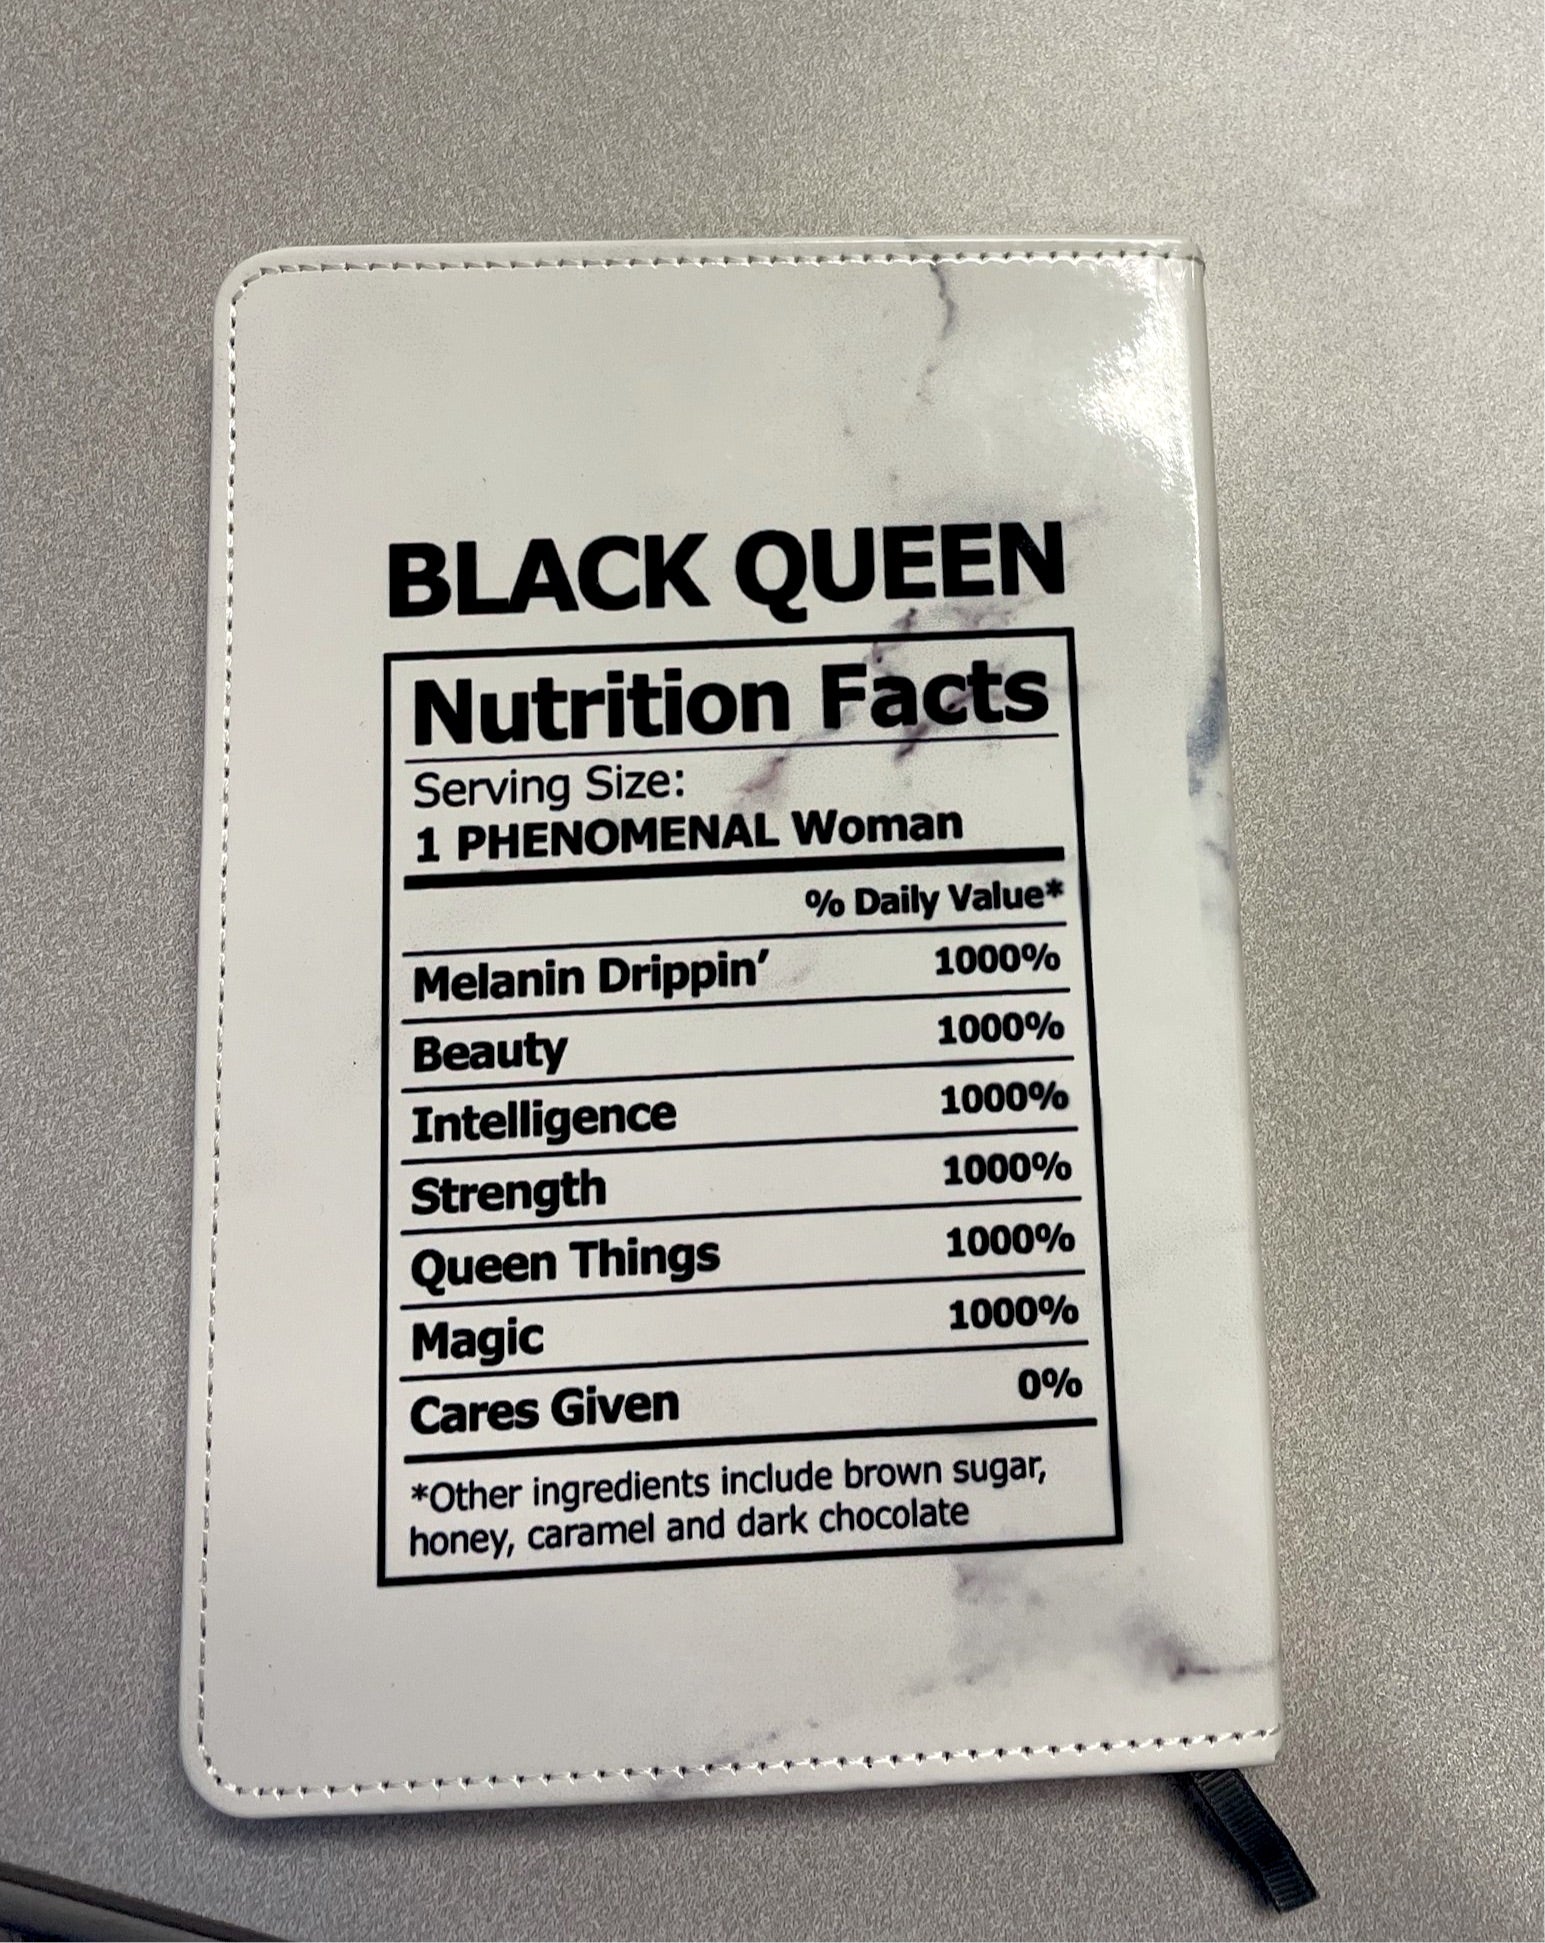 BLACK QUEEN
Nutrition Facts
Serving Size:
1 PHENOMENAL Woman
% Daily Value*
Melanin Drippin’ 1000%
Beauty 1000%
Intelligence 1000%
Strength 1000%
Queen Things 1000%
Magic 1000%
Cares Given 0%
*Other ingredients include brown sugar,
honey, caramel and dark chocolate